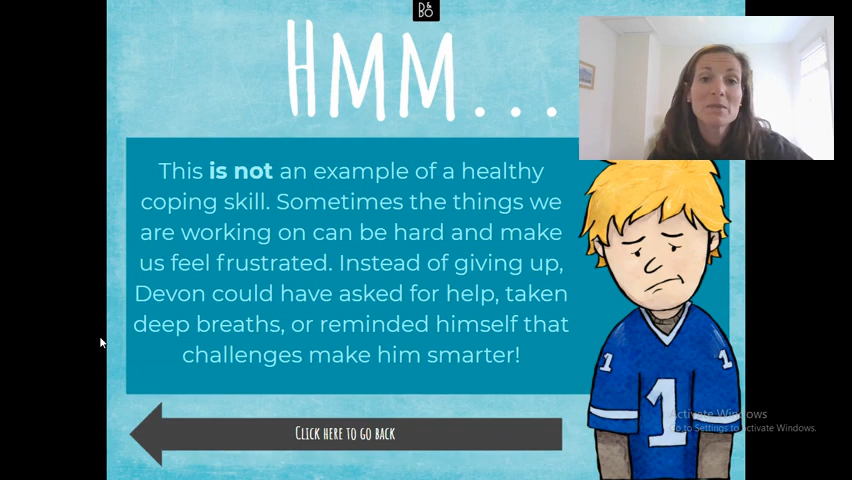 B&O
HMM...
This is not an example of a healthy
coping skill. Sometimes the things we
are working on can be hard and make
us feel frustrated. Instead of giving up,
Devon could have asked for help, taken
deep breaths, or reminded himself that
challenges make him smarter!
1 1
1
CLICK HERE TO GO BACK
Activate Windows
Go to Settings to activate Windows.